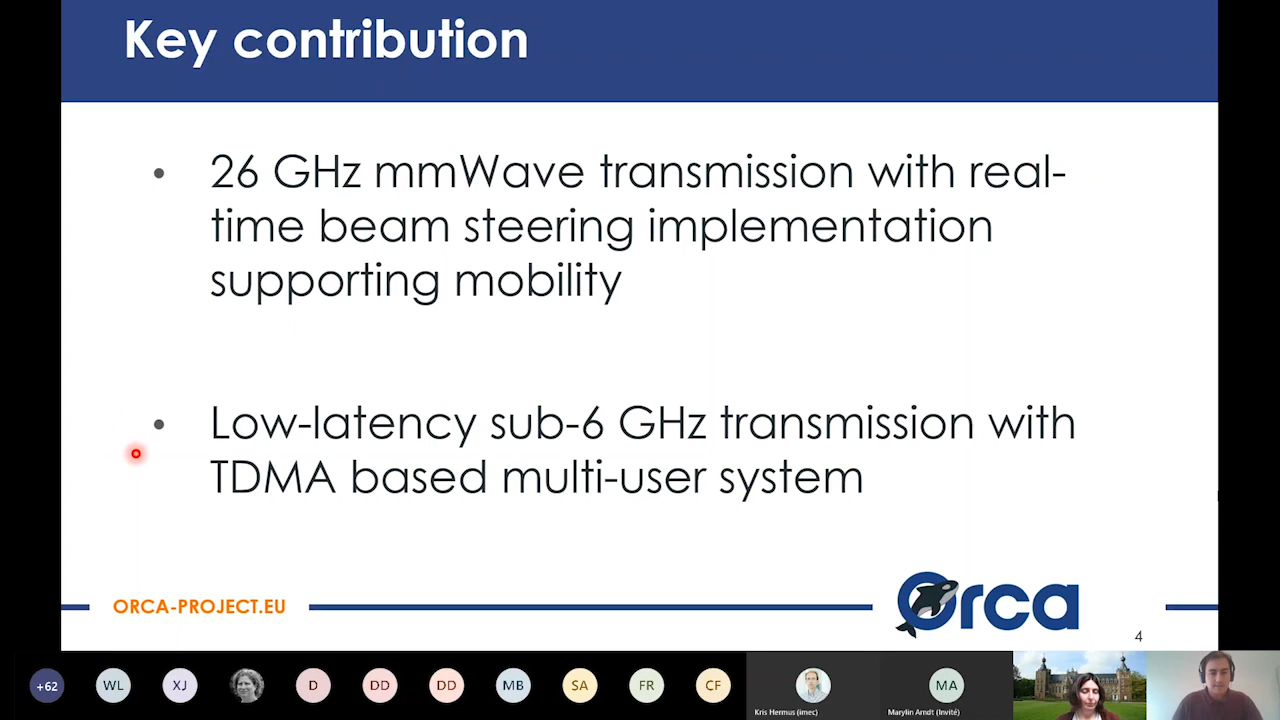 Key contribution
• 26 GHz mmWave transmission with real-
time beam steering implementation
supporting mobility
• Low-latency sub-6 GHz transmission with
TDMA based multi-user system
ORCA-PROJECT.EU
Orca
4
+62 WL XJ D DD DD MB SA FR CF MA
Kris Hermus (imec) Marylin Arndt (Invité)